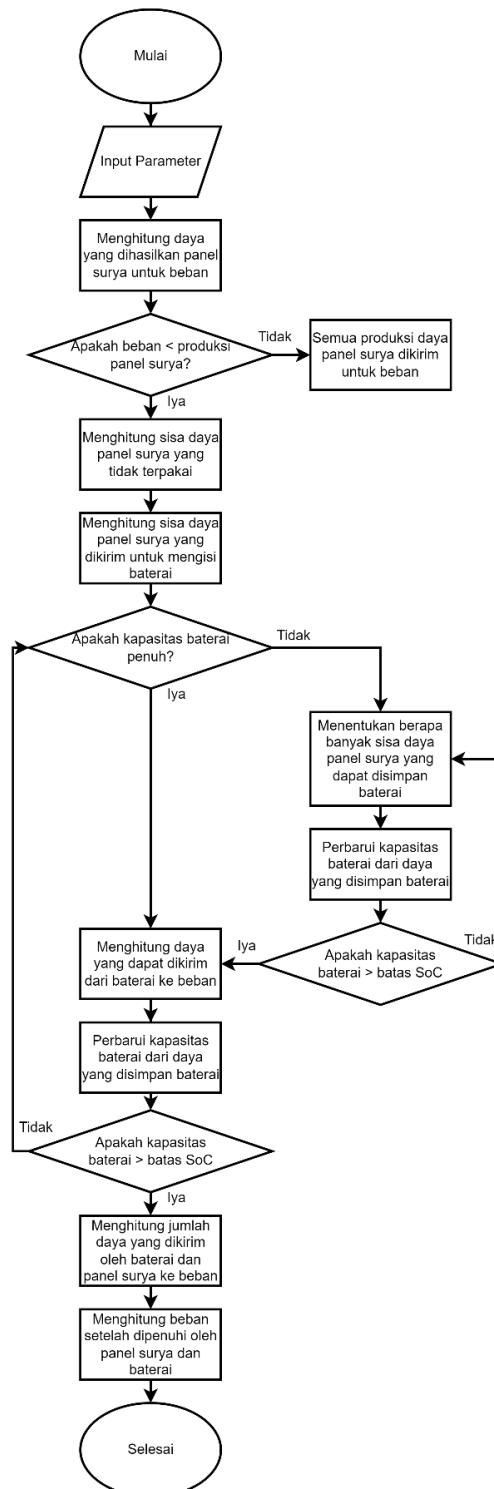 Mulai
Input Parameter
Menghitung daya
yang dihasilkan panel
surya untuk beban
Apakah beban < produksi
panel surya?
Tidak
Semua produksi daya
panel surya dikirim
untuk beban
Iya
Menghitung sisa daya
panel surya yang
tidak terpakai
Menghitung sisa daya
panel surya yang
dikirim untuk mengisi
baterai
Apakah kapasitas baterai
penuh?
Tidak
Iya
Menentukan berapa
banyak sisa daya
panel surya yang
dapat disimpan
baterai
Perbarui kapasitas
baterai dari daya
yang disimpan baterai
Apakah kapasitas
baterai > batas SoC
Tidak
Iya
Menghitung daya
yang dapat dikirim
dari baterai ke beban
Perbarui kapasitas
baterai dari daya
yang disimpan baterai
Tidak
Apakah kapasitas
baterai > batas SoC
Iya
Menghitung jumlah
daya yang dikirim
oleh baterai dan
panel surya ke beban
Menghitung beban
setelah dipenuhi oleh
panel surya dan
baterai
Selesai